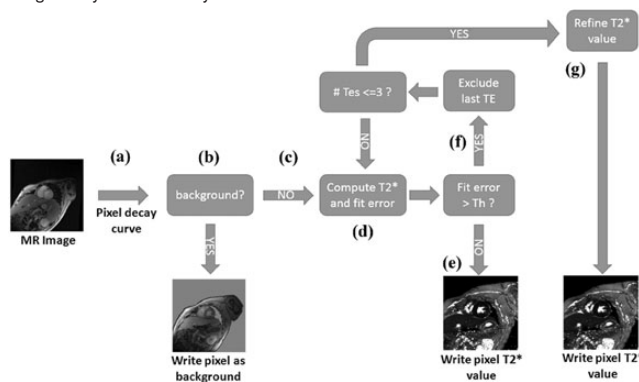 YES
Refine T2*
value
(g)
# Tes <=3 ?
Exclude
last TE
NO
(f)
YES
(a)
(b)
(c)
MR Image
Pixel decay
curve
background?
NO
Compute T2*
and fit error
Fit error
> Th ?
(d)
YES
(e)
NO
Write pixel as
background
Write pixel T2*
value
Write pixel T2*
value